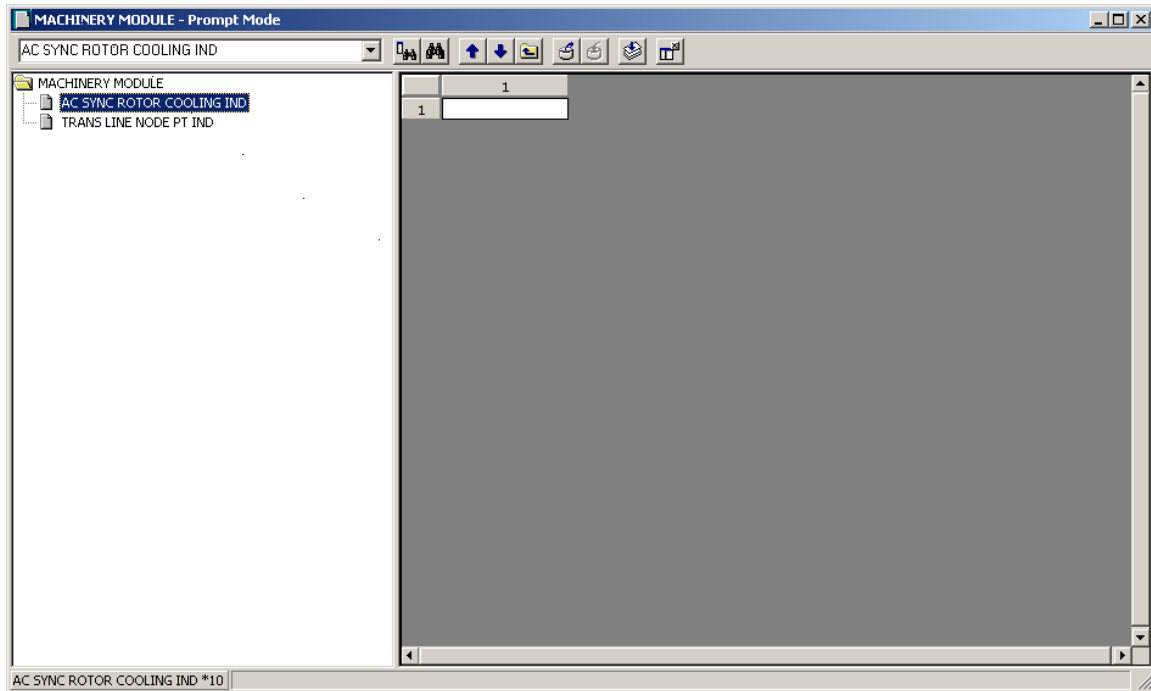 MACHINERY MODULE - Prompt Mode
AC SYNC ROTOR COOLING IND
MACHINERY MODULE
AC SYNC ROTOR COOLING IND
TRANS LINE NODE PT IND
1
1
AC SYNC ROTOR COOLING IND *10